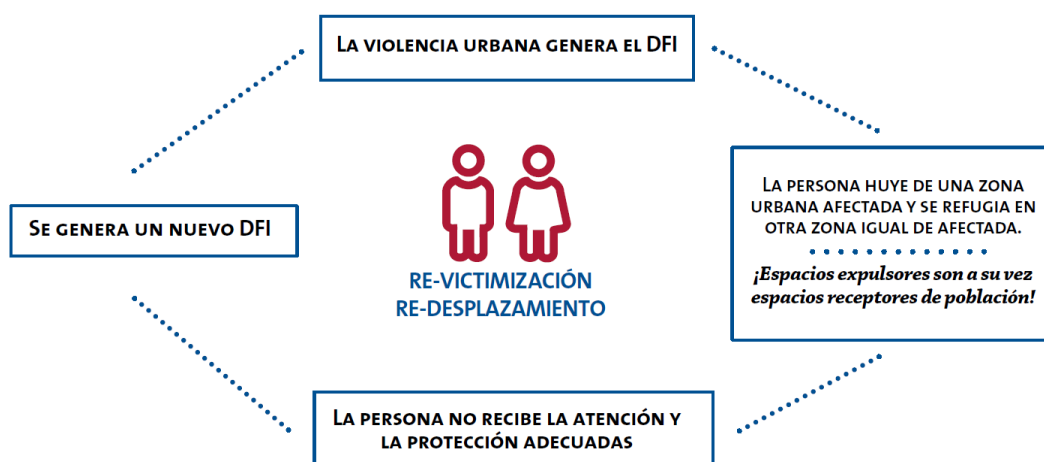 La violencia urbana genera el DFI
La persona huye de una zona
urbana afectada y se refugia en
otra zona igual de afectada.
¡Espacios expulsores son a su vez
espacios receptores de población!
Se genera un nuevo DFI
RE-VICTIMIZACIÓN
RE-DESPLAZAMIENTO
La persona no recibe la atención y
la protección adecuadas